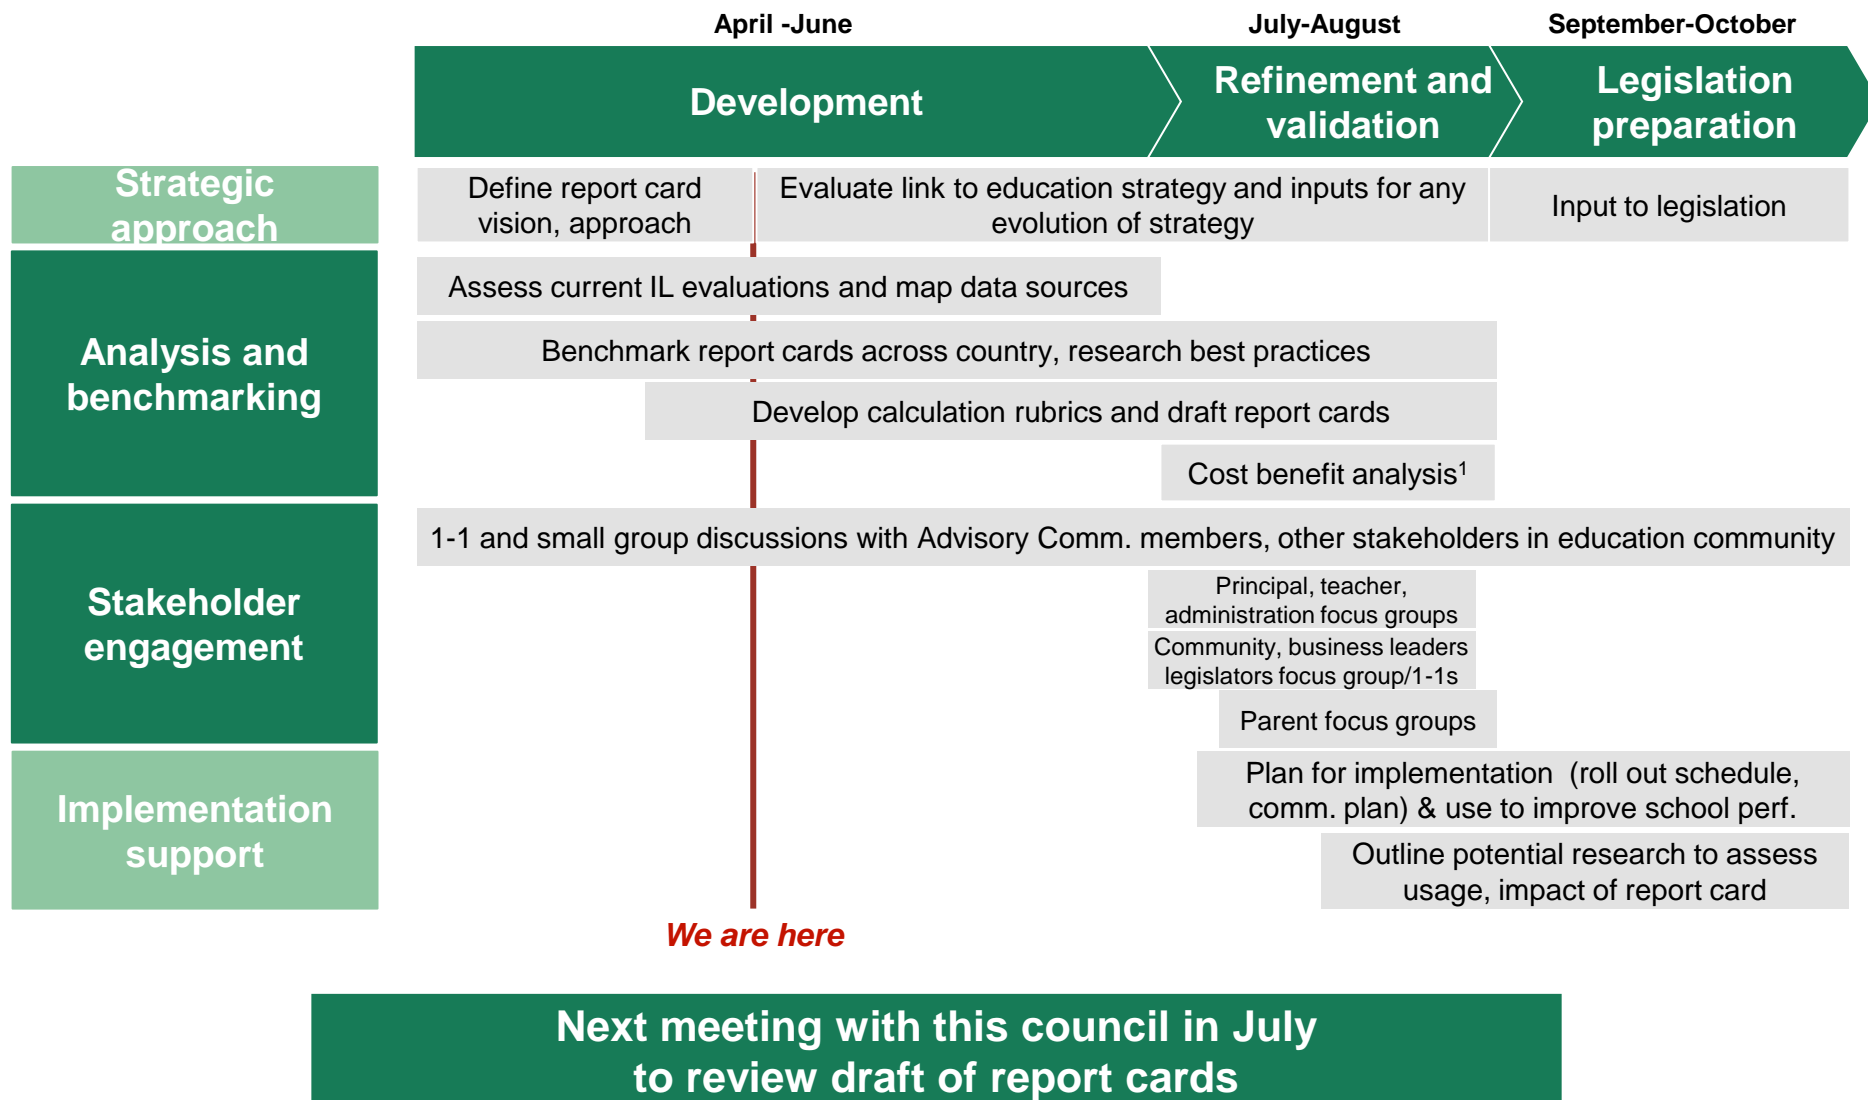 April -June
July-August
September-October
Development
Refinement and
validation
Legislation
preparation
Strategic
approach
Define report card
vision, approach
Evaluate link to education strategy and inputs for any
evolution of strategy
Input to legislation
Analysis and
benchmarking
Assess current IL evaluations and map data sources
Benchmark report cards across country, research best practices
Develop calculation rubrics and draft report cards
Cost benefit analysis¹
Stakeholder
engagement
1-1 and small group discussions with Advisory Comm. members, other stakeholders in education community
Principal, teacher,
administration focus groups
Community, business leaders
legislators focus group/1-1s
Parent focus groups
Implementation
support
Plan for implementation (roll out schedule,
comm. plan) & use to improve school perf.
Outline potential research to assess
usage, impact of report card
We are here
Next meeting with this council in July
to review draft of report cards